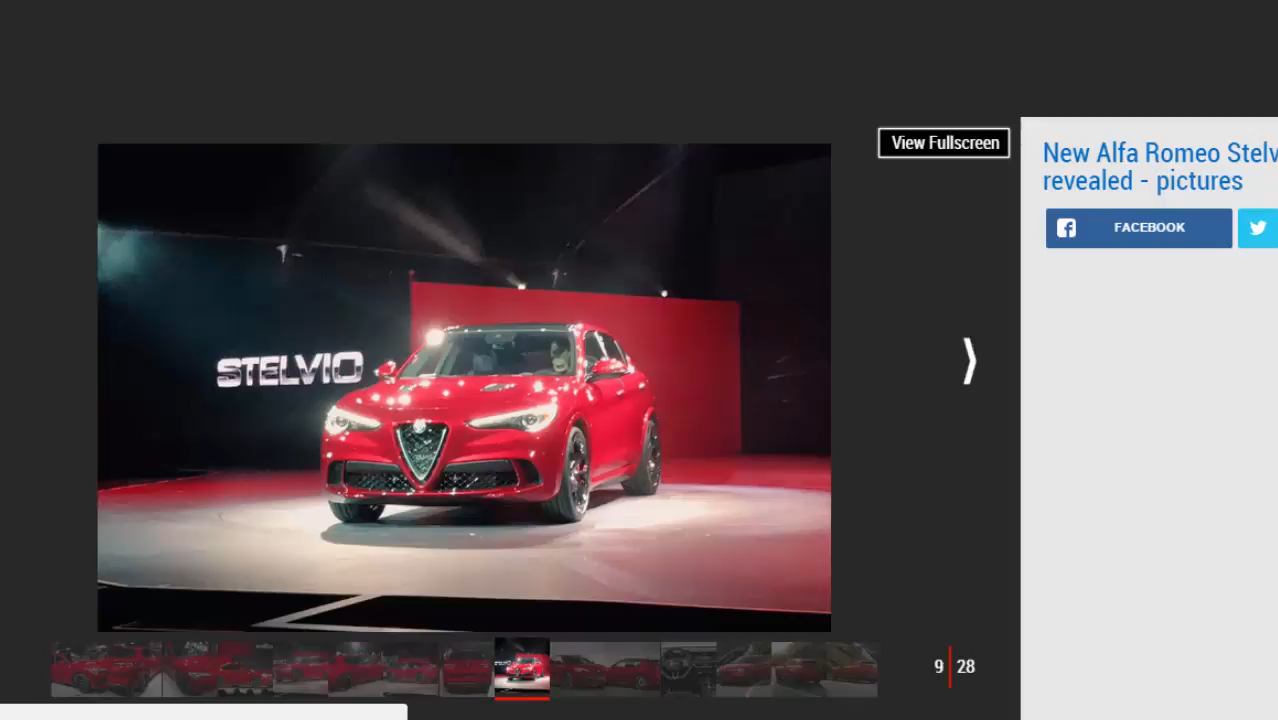 View Fullscreen
New Alfa Romeo Stelv
revealed - pictures
FACEBOOK
STELVIO
9 28